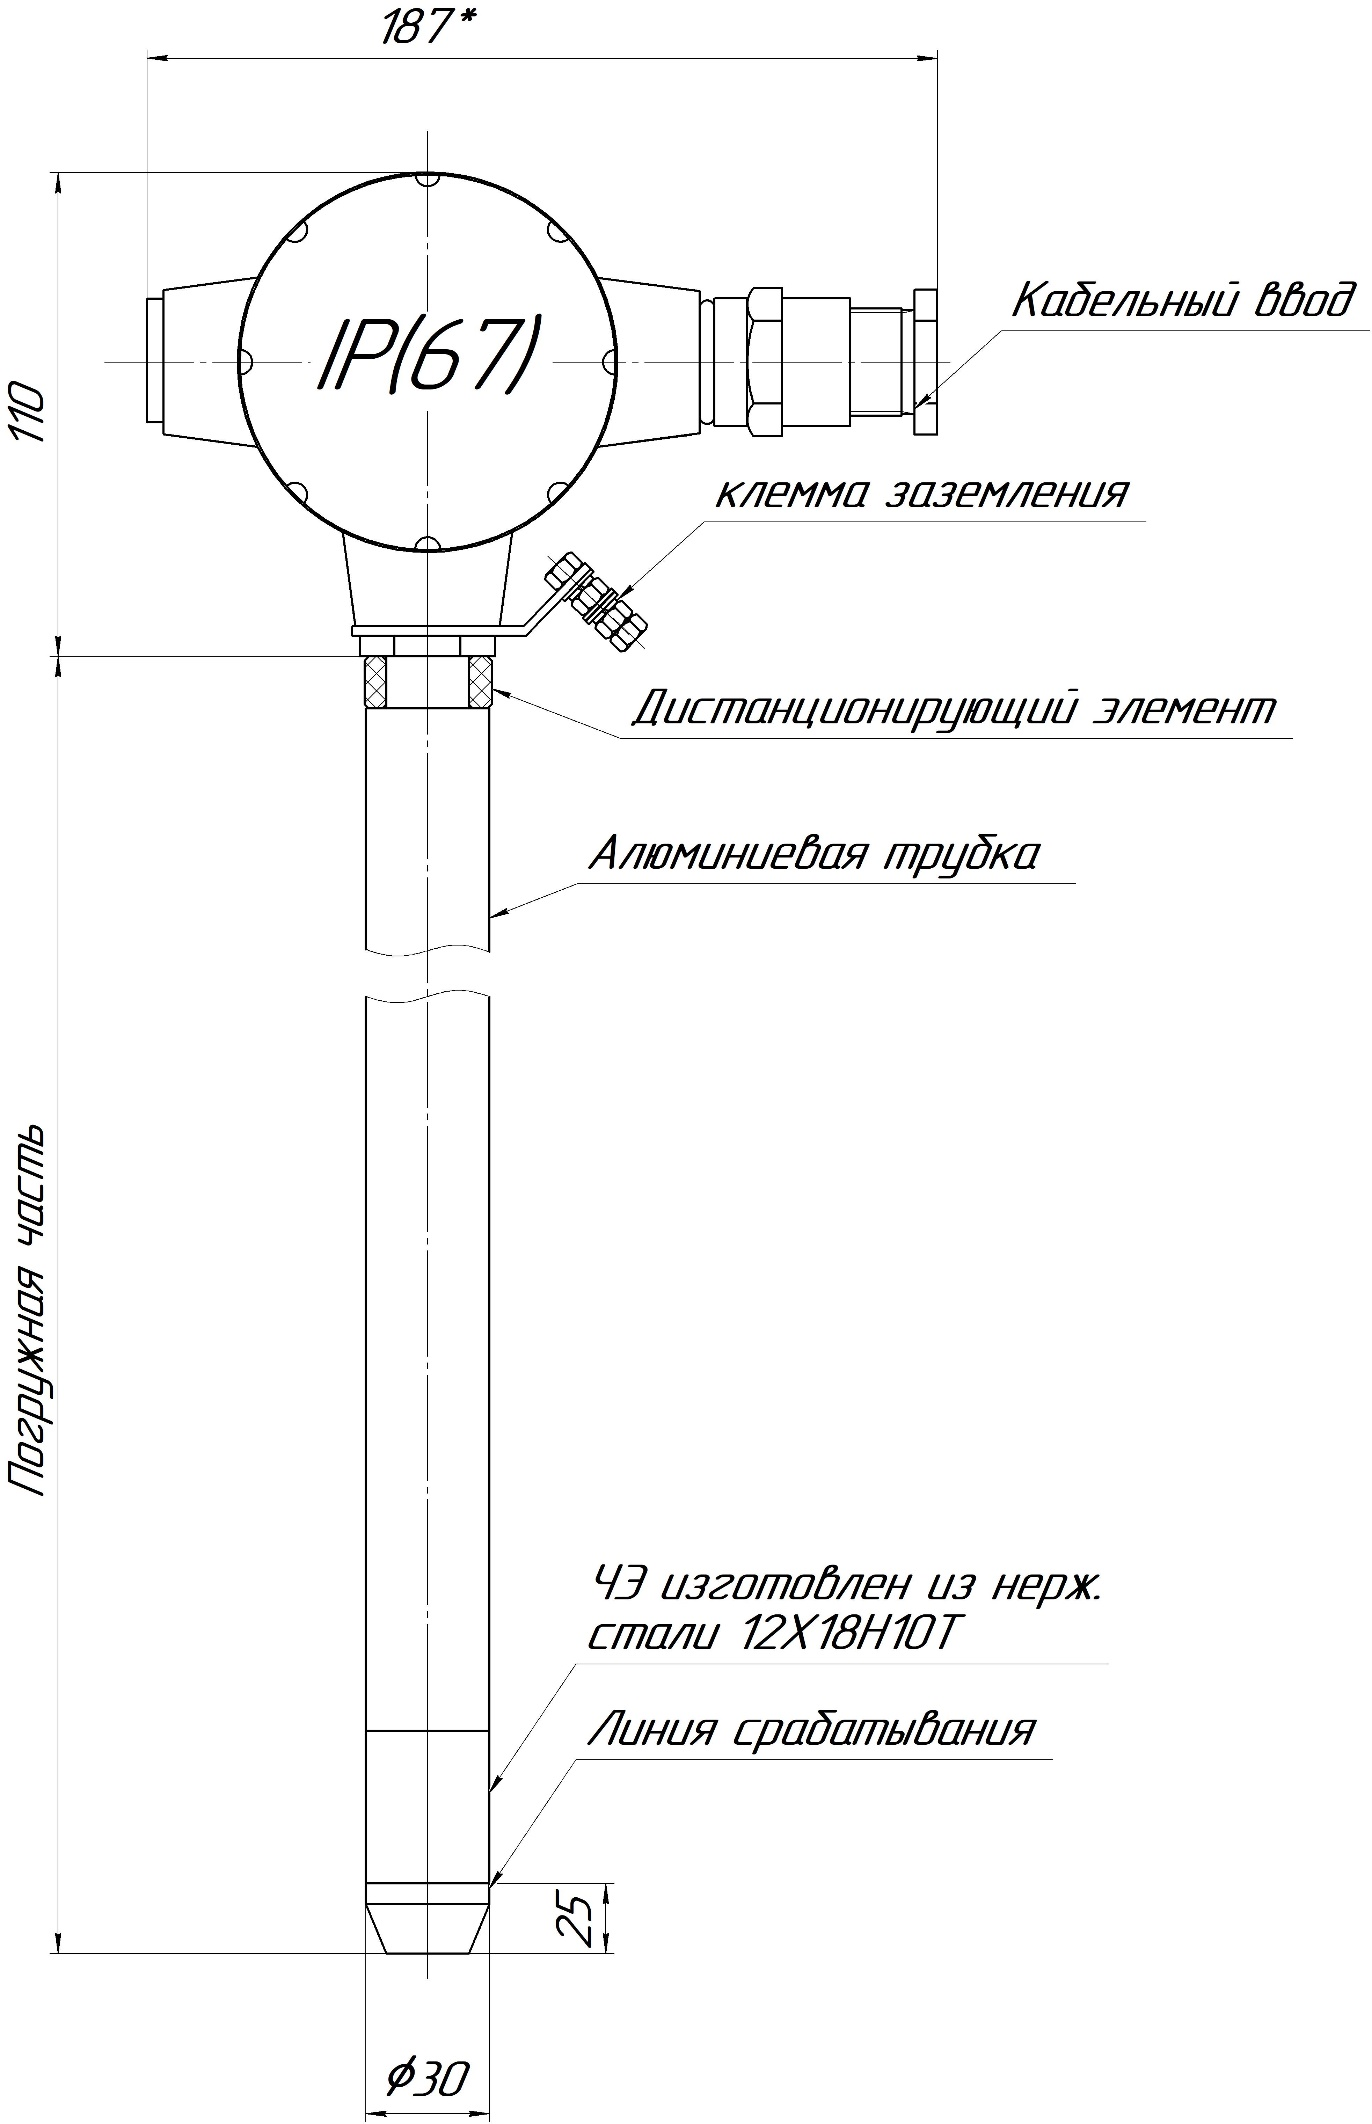 187*
Кабельный ввод
IP(67)
110
клемма заземления
Дистанционирующий элемент
Алюминиевая трубка
Погружная часть
ЧЭ изготовлен из нерж.
стали 12Х18Н10Т
Линия срабатывания
25
ϕ30